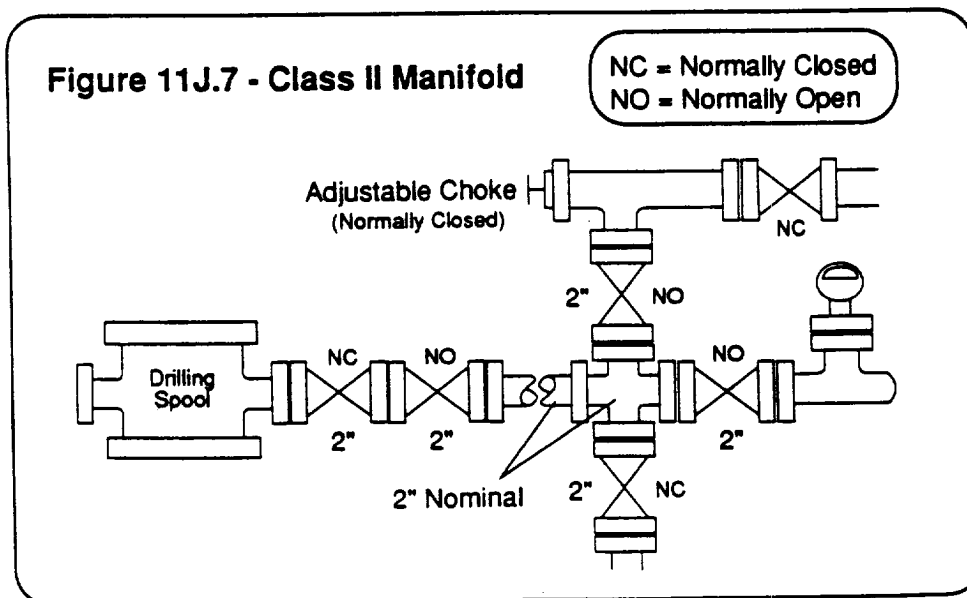 Figure 11J.7 - Class II Manifold
NC = Normally Closed
NO = Normally Open
Adjustable Choke
(Normally Closed)
NC
2" NO
Drilling
Spool
NC
NO
NO
2"
2"
2"
2" Nominal
2" NC